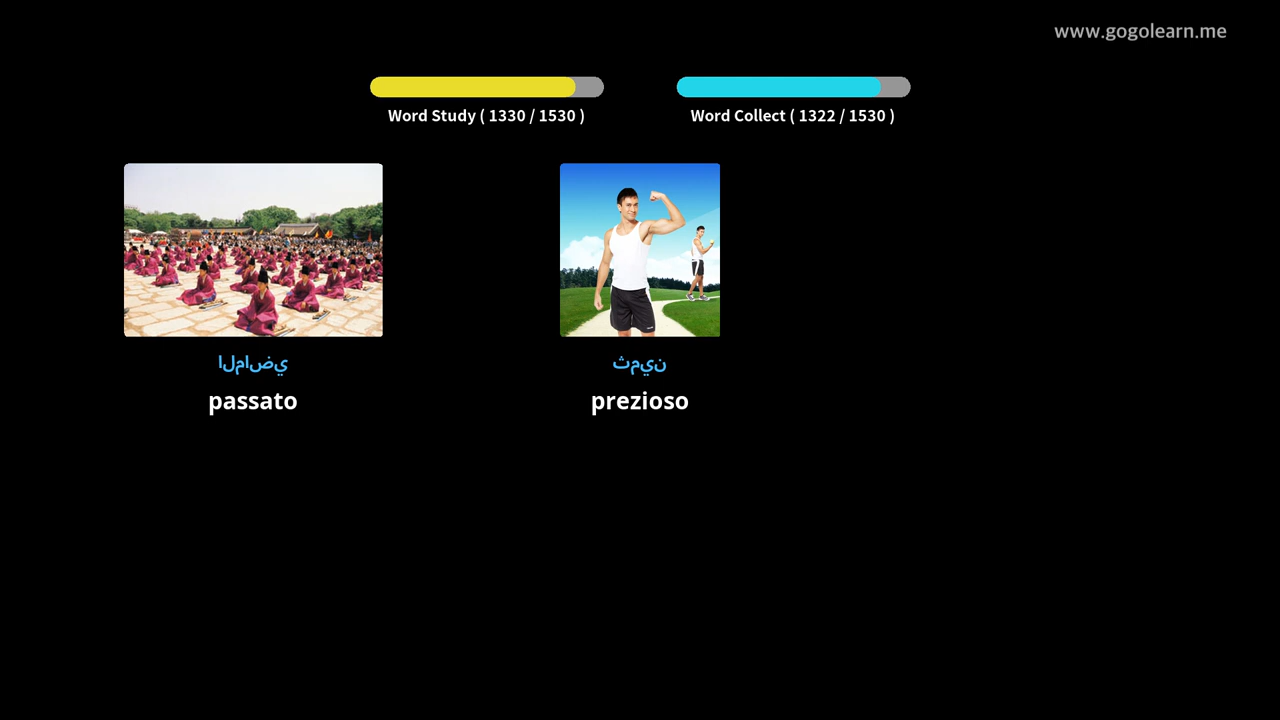 www.gogolearn.me
Word Study ( 1330 / 1530 )
Word Collect ( 1322 / 1530 )
الماضي
passato
ثمين
prezioso